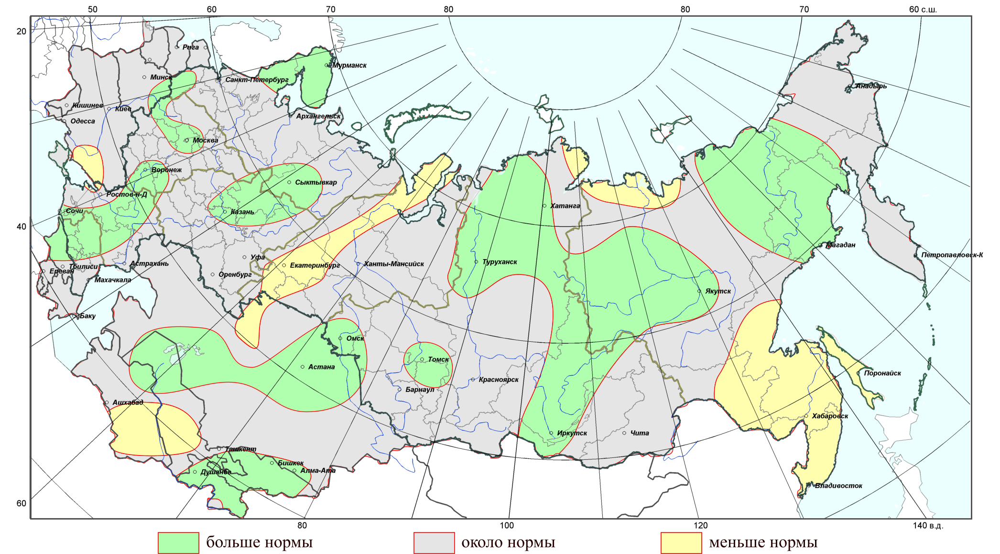 50 60 70 80 80 70 60 с.ш.
20
Рига
Мурманск
Минск
Санкт-Петербург
Анадырь
Кишинев
Киев
Архангельск
Одесса
Москва
Воронеж
Сыктывкар
Ростов-н-Д
Сочи
Казань
Хатанга
40
Магадан
Петропавловск-К
Уфа
Тбилиси
Астрахань
Екатеринбург
Ханты-Мансийск
Туруханск
Ереван
Оренбург
Махачкала
Якутск
Баку
Омск
Томск
Астана
Поронайск
Красноярск
Барнаул
Ашхабад
Хабаровск
Иркутск
Чита
Ташкент
Бишкек
Душанбе
Алма-Ата
Владивосток
60
80 100 120 140 в.д.
больше нормы
около нормы
меньше нормы